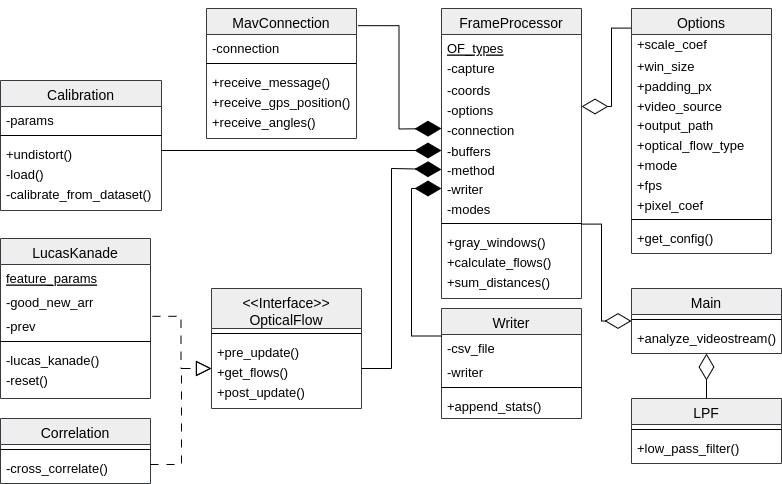 MavConnection
-connection
+receive_message()
+receive_gps_position()
+receive_angles()
FrameProcessor
OF_types
-capture
-coords
-options
-connection
-buffers
-method
-writer
-modes
+gray_windows()
+calculate_flows()
+sum_distances()
Options
+scale_coef
+win_size
+padding_px
+video_source
+output_path
+optical_flow_type
+mode
+fps
+pixel_coef
+get_config()
Calibration
-params
+undistort()
-load()
-calibrate_from_dataset()
LucasKanade
feature_params
-good_new_arr
-prev
-lucas_kanade()
-reset()
<<Interface>>
OpticalFlow
+pre_update()
+get_flows()
+post_update()
Writer
-csv_file
-writer
+append_stats()
Main
+analyze_videostream()
Correlation
-cross_correlate()
LPF
+low_pass_filter()